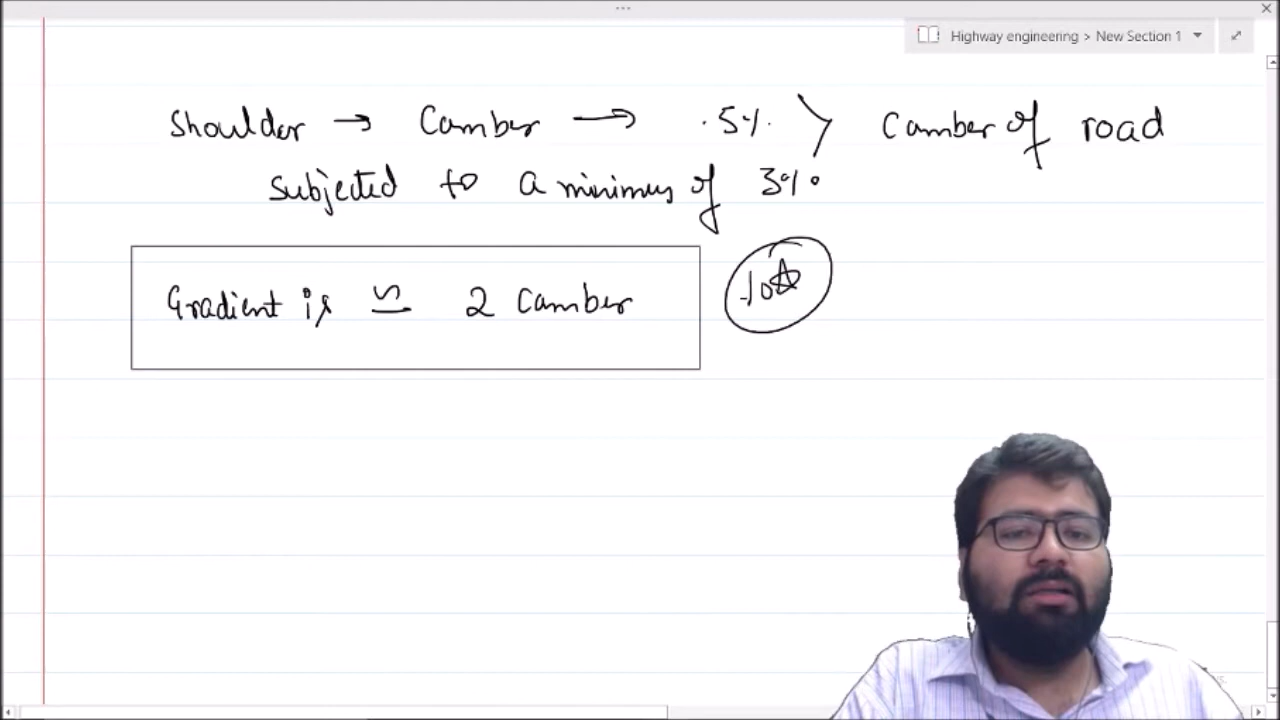 Highway engineering > New Section 1
Shoulder → Camber → .5% > Camber of road
subjected to a minimum of 3%
Gradient is ≃ 2 Camber